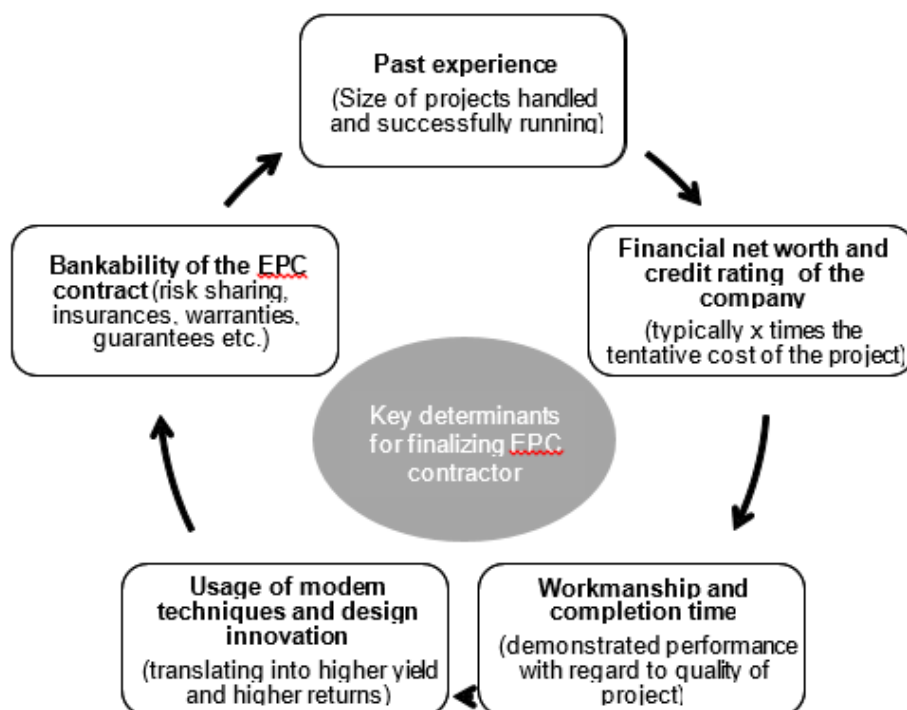 Past experience
(Size of projects handled
and successfully running)
Financial net worth and
credit rating of the
company
(typically x times the
tentative cost of the project)
Workmanship and
completion time
(demonstrated performance
with regard to quality of
project)
Usage of modern
techniques and design
innovation
(translating into higher yield
and higher returns)
Bankability of the EPC
contract (risk sharing,
insurances, warranties,
guarantees etc.)
Key determinants
for finalizing EPC
contractor